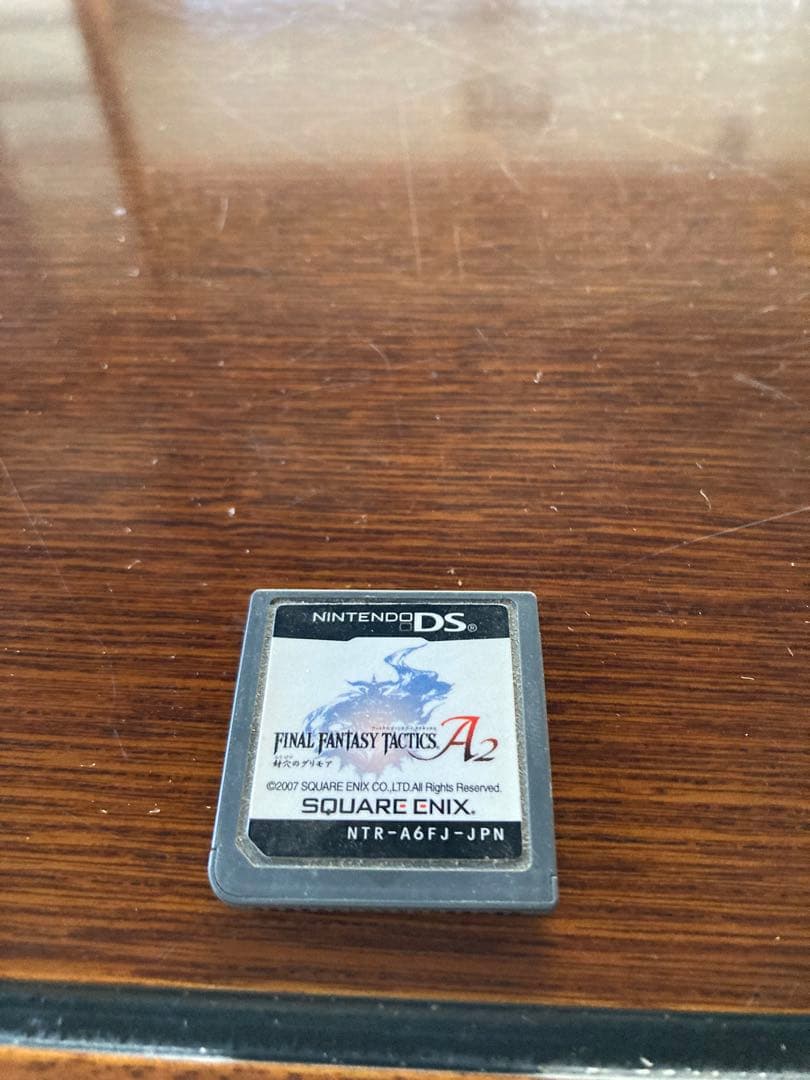 NINTENDO DS®
FINAL FANTASY TACTICS A2
封穴のグリモア
©2007 SQUARE ENIX CO.,LTD.All Rights Reserved.
SQUARE ENIX®
NTR-A6FJ-JPN